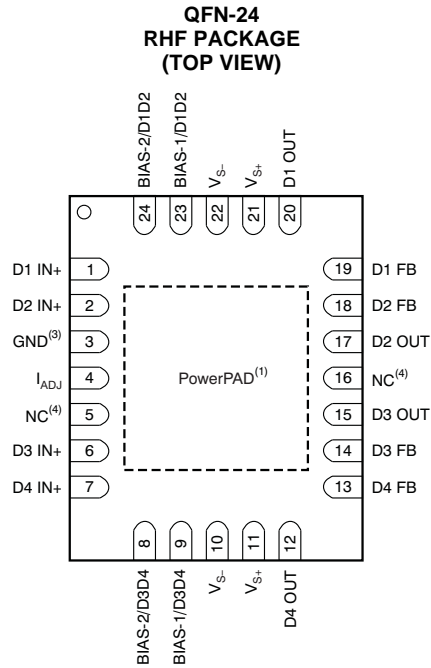 QFN-24
RHF PACKAGE
(TOP VIEW)
BIAS-2/D1D2
BIAS-1/D1D2
VS–
VS+
D1 OUT
24
23
22
21
20
D1 IN+ 1
D2 IN+ 2
GND(3) 3
IADJ 4
NC(4) 5
D3 IN+ 6
D4 IN+ 7
PowerPAD(1)
19 D1 FB
18 D2 FB
17 D2 OUT
16 NC(4)
15 D3 OUT
14 D3 FB
13 D4 FB
8
9
10
11
12
BIAS-2/D3D4
BIAS-1/D3D4
VS–
VS+
D4 OUT